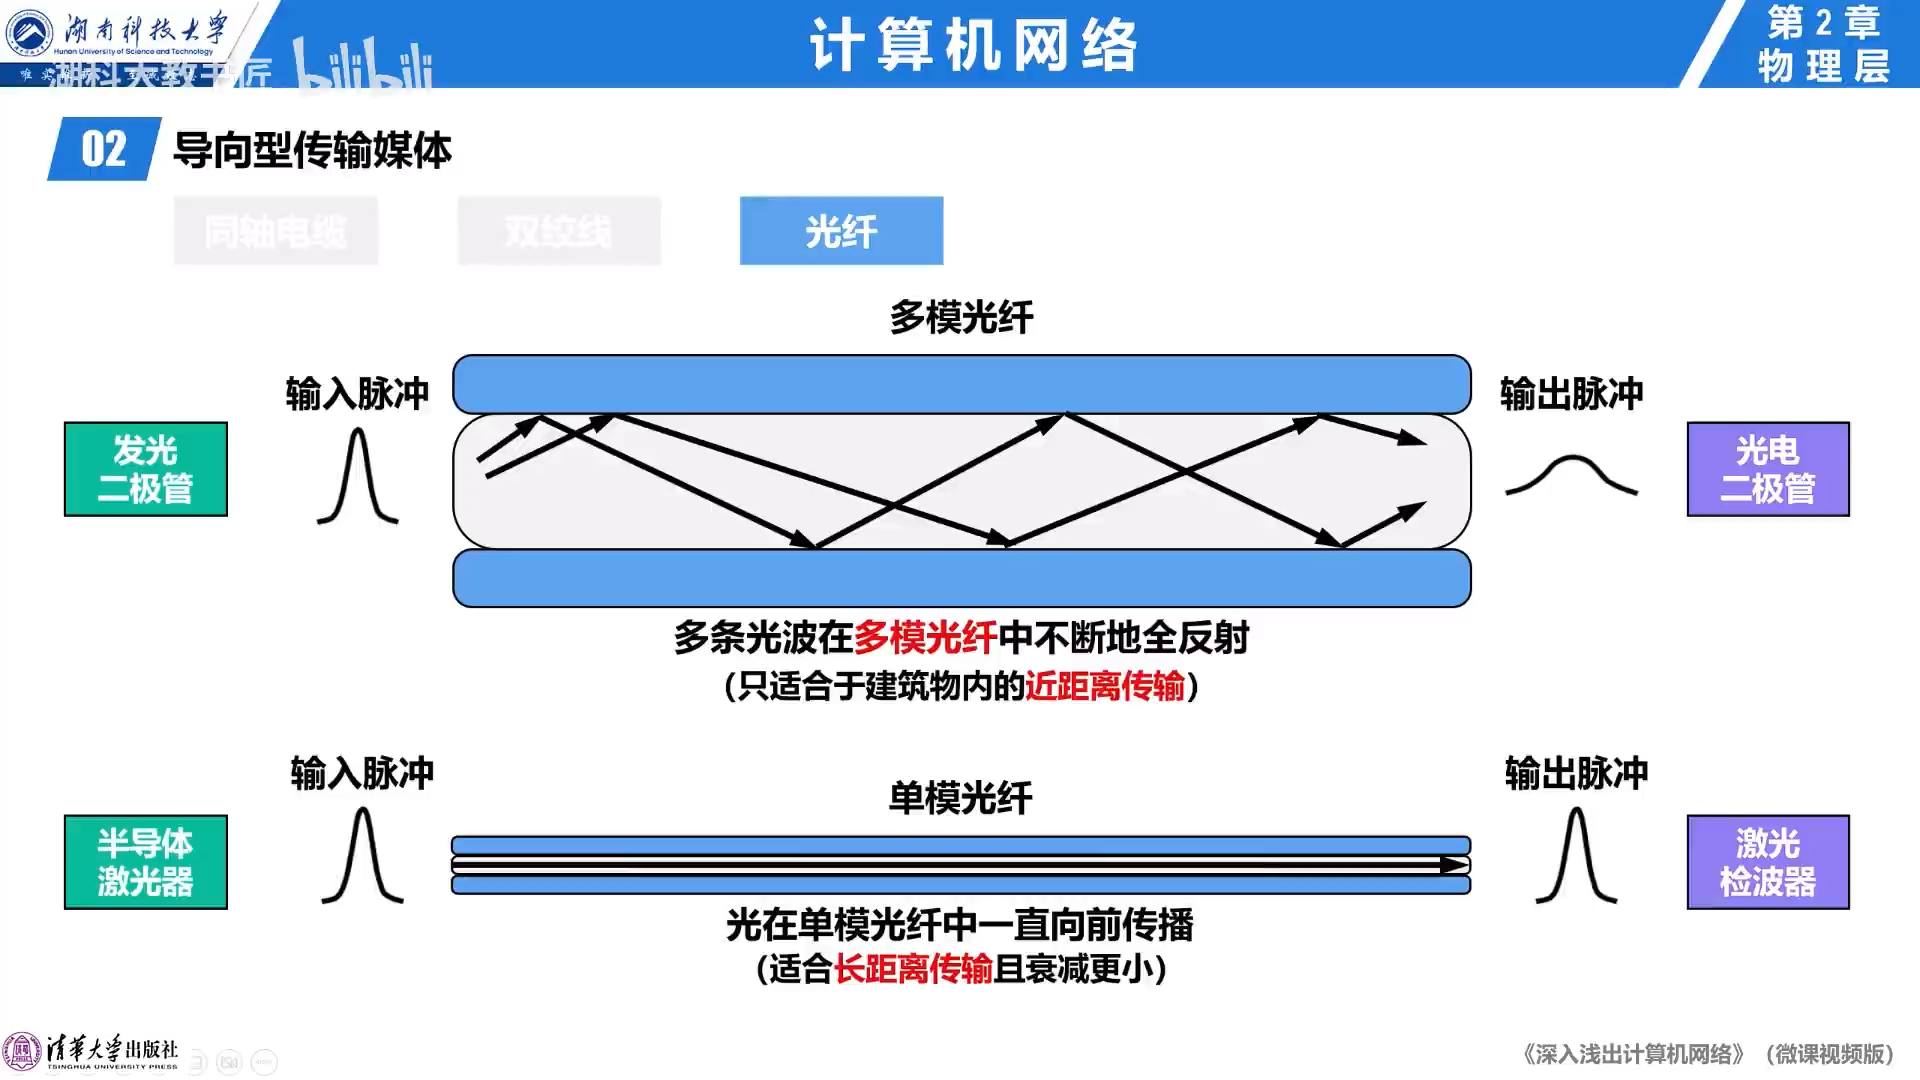 湖南科技大学
Hunan University of Science and Technology
湖科大教书匠
bilibili
计算机网络
第2章
物理层
02 导向型传输媒体
同轴电缆
双绞线
光纤
多模光纤
输入脉冲
输出脉冲
发光
二极管
光电
二极管
多条光波在多模光纤中不断地全反射
(只适合于建筑物内的近距离传输)
输入脉冲
输出脉冲
单模光纤
半导体
激光器
激光
检波器
光在单模光纤中一直向前传播
(适合长距离传输且衰减更小)
清华大学出版社
TSINGHUA UNIVERSITY PRESS
《深入浅出计算机网络》(微课视频版)